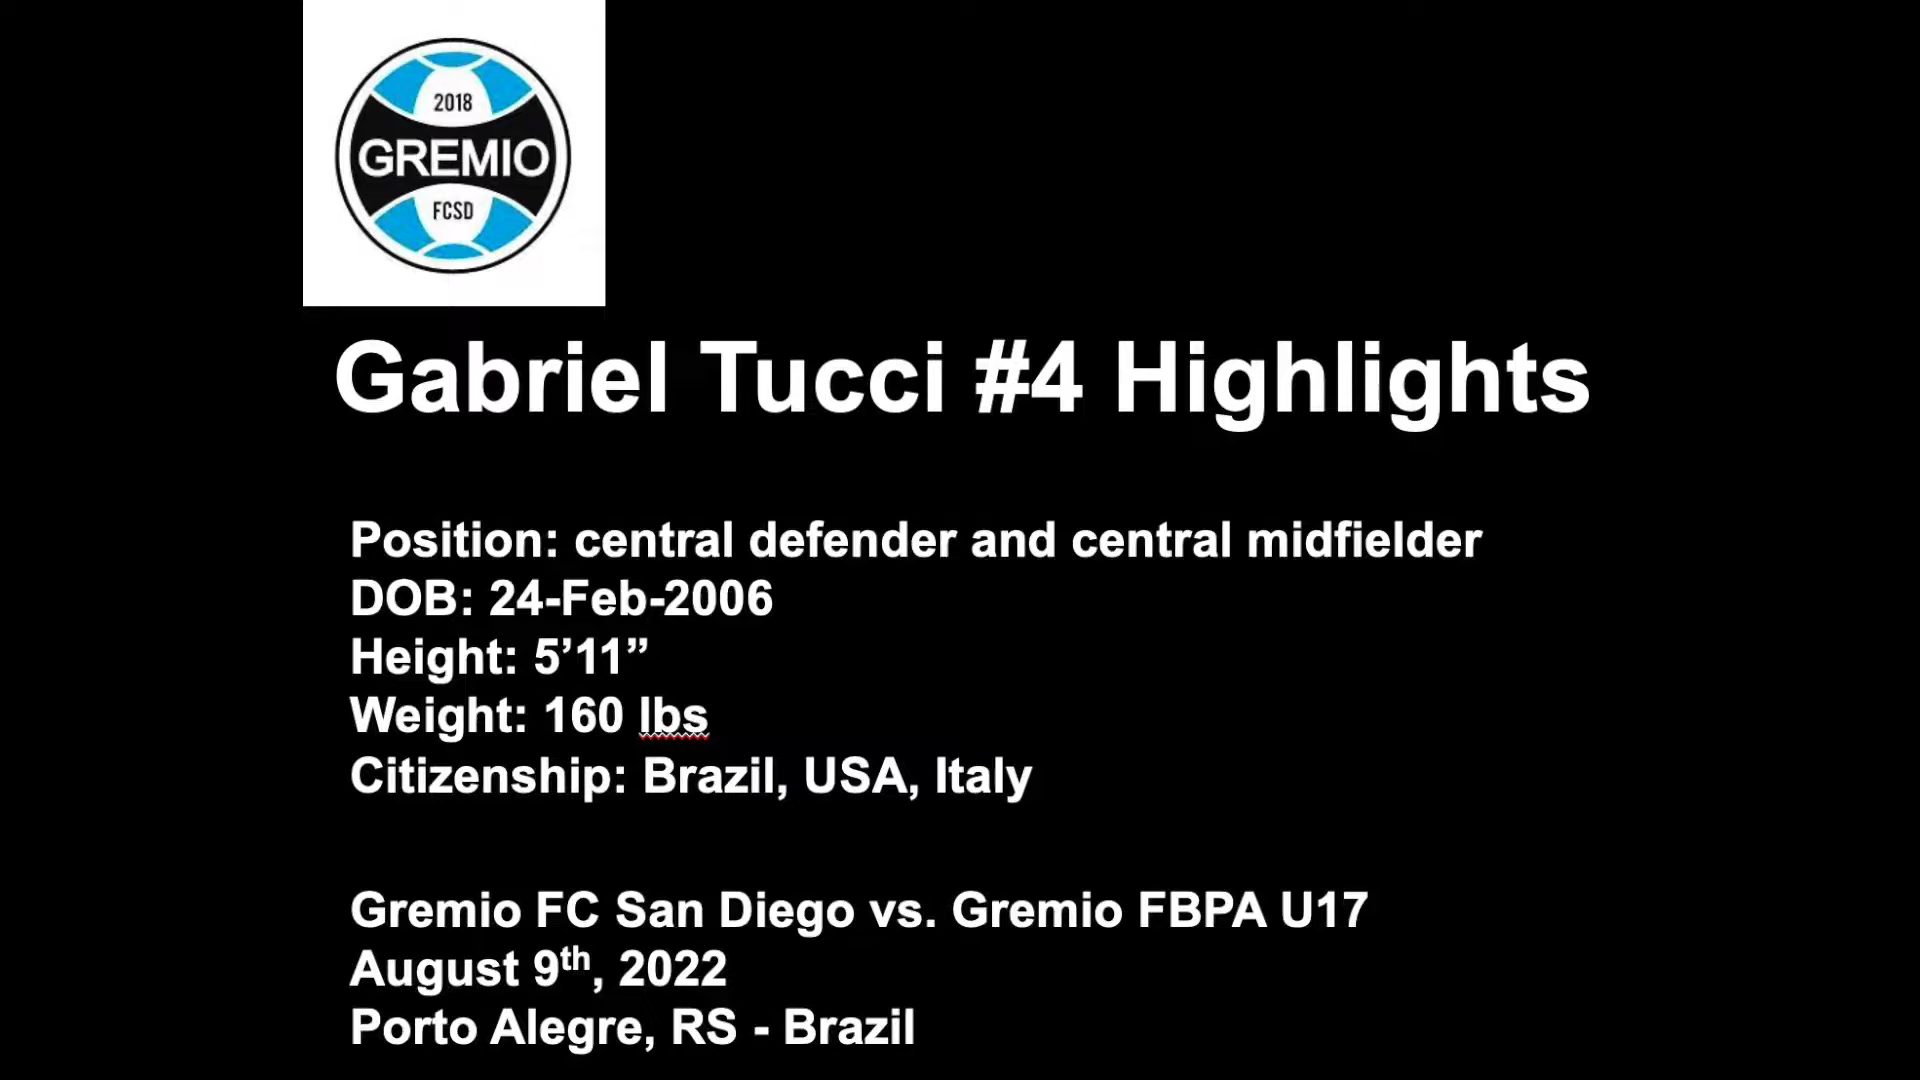 2018
GREMIO
FCSD
Gabriel Tucci #4 Highlights
Position: central defender and central midfielder
DOB: 24-Feb-2006
Height: 5’11”
Weight: 160 lbs
Citizenship: Brazil, USA, Italy
Gremio FC San Diego vs. Gremio FBPA U17
August 9th, 2022
Porto Alegre, RS - Brazil